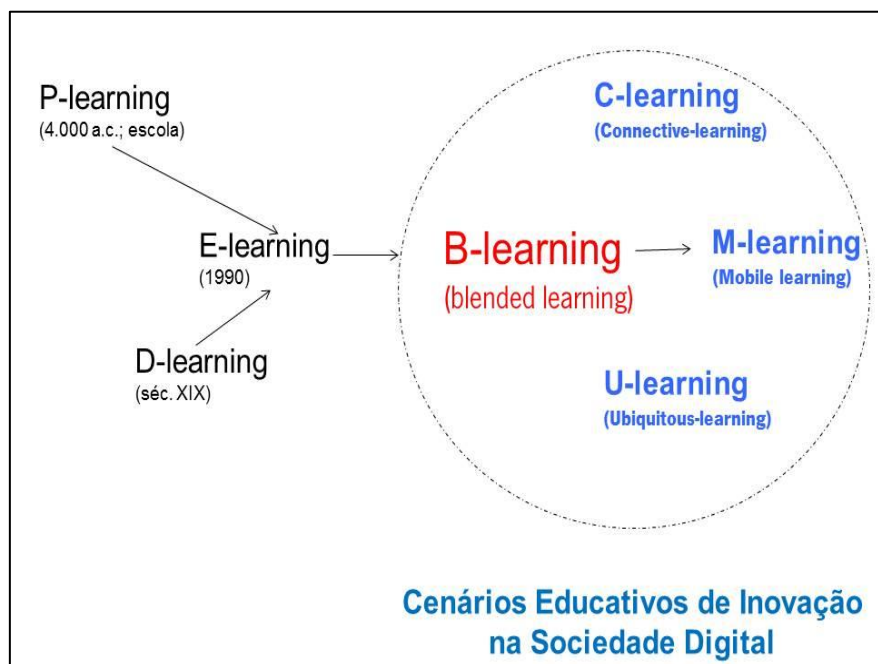 P-learning
(4.000 a.c.; escola)
E-learning
(1990)
D-learning
(séc. XIX)
C-learning
(Connective-learning)
B-learning
(blended learning)
M-learning
(Mobile learning)
U-learning
(Ubiquitous-learning)
Cenários Educativos de Inovação
na Sociedade Digital